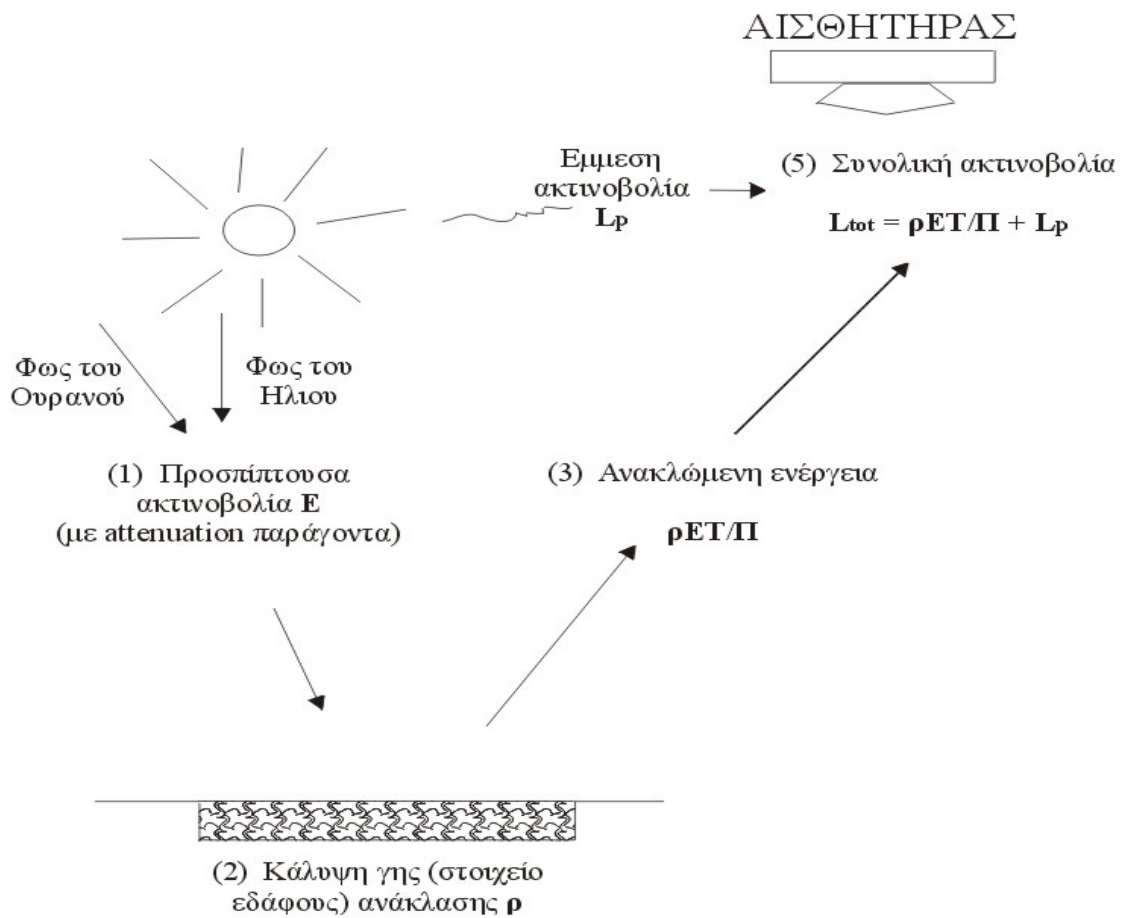 ΑΙΣΘΗΤΗΡΑΣ
Εμμεση
ακτινοβολία
Lp
(5) Συνολική ακτινοβολία
Ltot = ρΕΤ/Π + Lp
Φως του
Ουρανού
Φως του
Ηλιου
(1) Προσπίπτουσα
ακτινοβολία Ε
(με attenuation παράγοντα)
(3) Ανακλώμενη ενέργεια
ρΕΤ/Π
(2) Κάλυψη γης (στοιχείο
εδάφους) ανάκλασης ρ